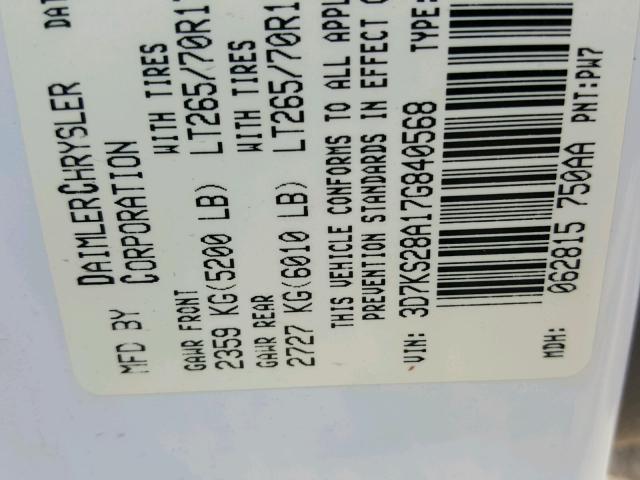 MFD BY DAIMLERCHRYSLER DAT
CORPORATION
WITH TIRES
GAWR FRONT
2359 KG(5200 LB) LT265/70R17
WITH TIRES
GAWR REAR
2727 KG(6010 LB) LT265/70R1
THIS VEHICLE CONFORMS TO ALL APPL
PREVENTION STANDARDS IN EFFECT
VIN: 3D7KS28A17G840568 TYPE:
MDH: 062815 750AA PNT:PW7